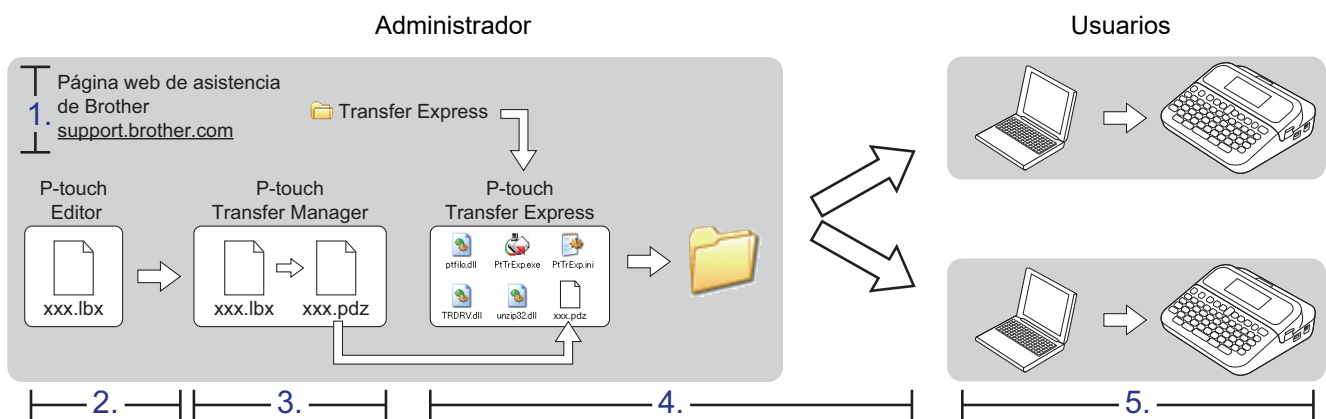 Administrador
Usuarios
1.
Página web de asistencia
de Brother
support.brother.com
Transfer Express
P-touch
Editor
xxx.lbx
P-touch
Transfer Manager
xxx.lbx
xxx.pdz
P-touch
Transfer Express
ptfilo.dll
PtTrExp.exe
PtTrExp.ini
TRDRV.dll
unzip32.dll
xxx.pdz
2.
3.
4.
5.